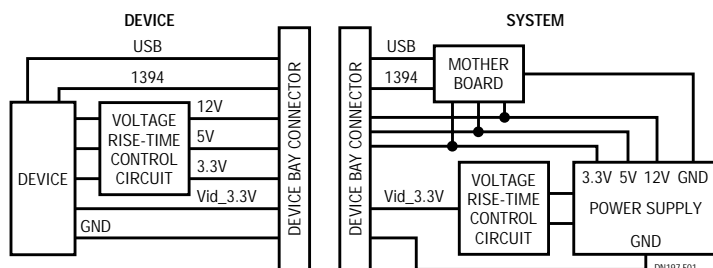 DEVICE
SYSTEM
USB
1394
DEVICE
VOLTAGE
RISE-TIME
CONTROL
CIRCUIT
12V
5V
3.3V
Vid_3.3V
GND
DEVICE BAY CONNECTOR
DEVICE BAY CONNECTOR
USB
1394
MOTHER
BOARD
Vid_3.3V
VOLTAGE
RISE-TIME
CONTROL
CIRCUIT
3.3V 5V 12V GND
POWER SUPPLY
GND
DN197 F01